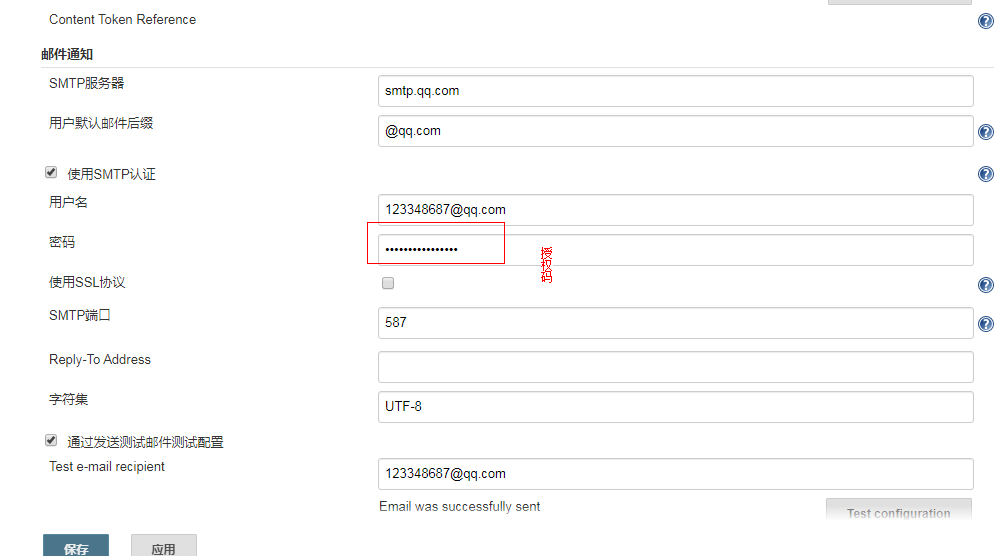 Content Token Reference
邮件通知
SMTP服务器
smtp.qq.com
用户默认邮件后缀
@qq.com
使用SMTP认证
用户名
123348687@qq.com
密码
••••••••••••••••
授权码
使用SSL协议
SMTP端口
587
Reply-To Address
字符集
UTF-8
通过发送测试邮件测试配置
Test e-mail recipient
123348687@qq.com
Email was successfully sent
Test configuration
保存
应用